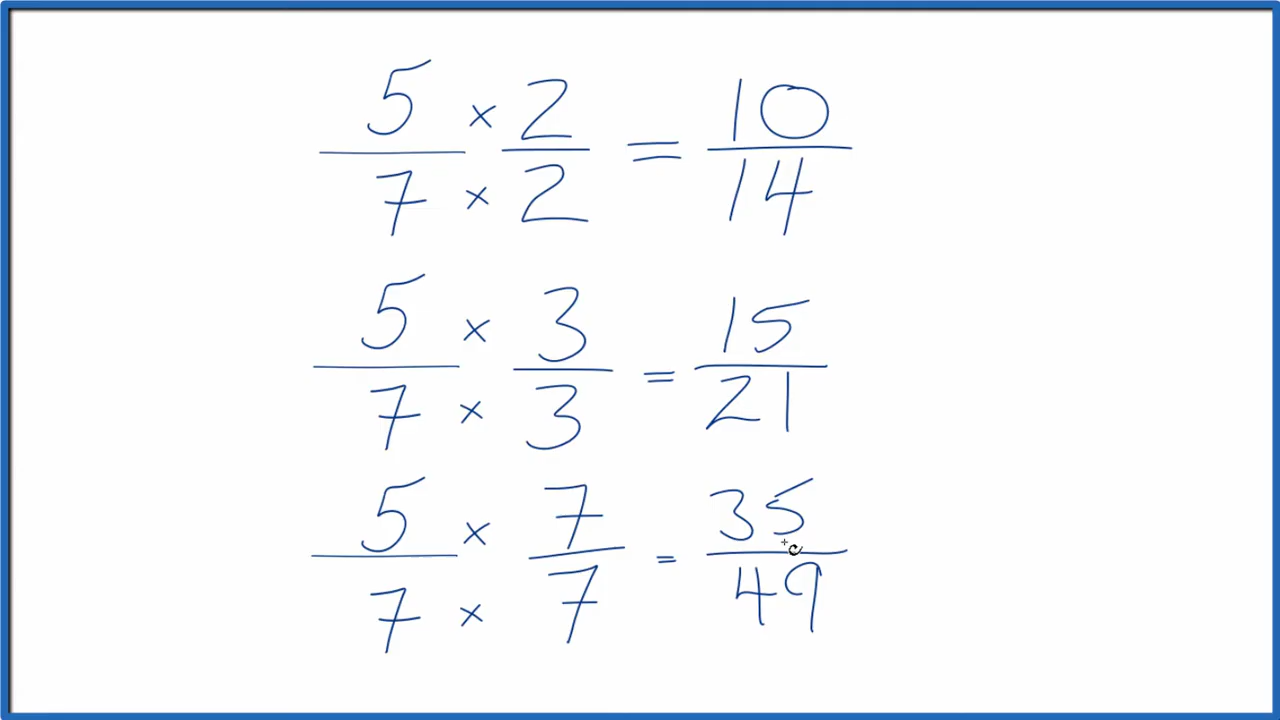 5 × 2 = 10
7 × 2 14
5 × 3 = 15
7 × 3 21
5 × 7 = 35
7 × 7 49